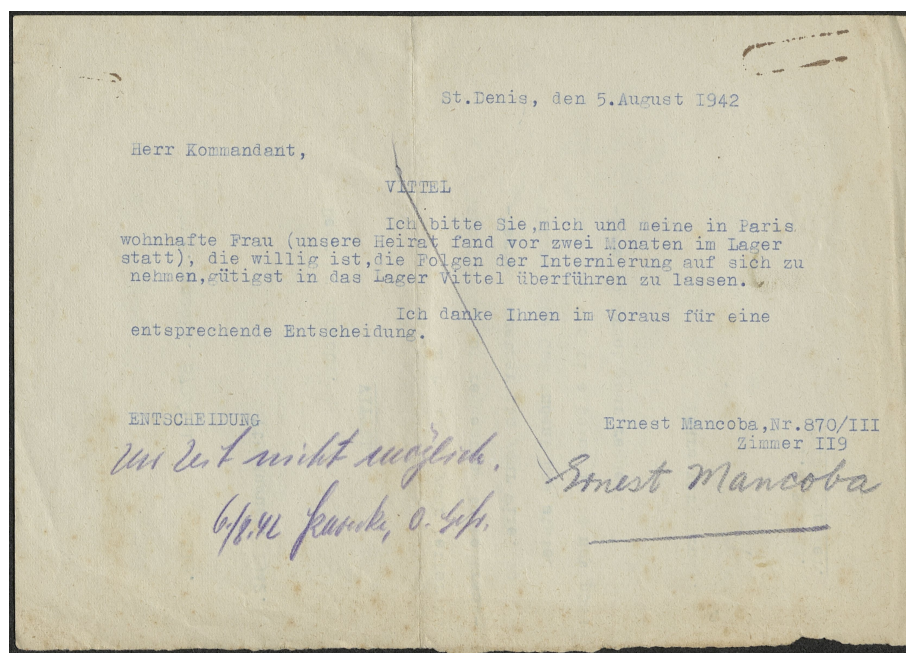 St.Denis, den 5.August I942
Herr Kommandant,
VITTEL
Ich bitte Sie,mich und meine in Paris
wohnhafte Frau (unsere Heirat fand vor zwei Monaten im Lager
statt), die willig ist,die Folgen der Internierung auf sich zu
nehmen,gütigst in das Lager Vittel überführen zu lassen.
Ich danke Ihnen im Voraus für eine
entsprechende Entscheidung.
ENTSCHEIDUNG
Ernest Mancoba,Nr.870/III
Zimmer II9
Zur Zeit nicht möglich.
Ernest Mancoba
6/8.42